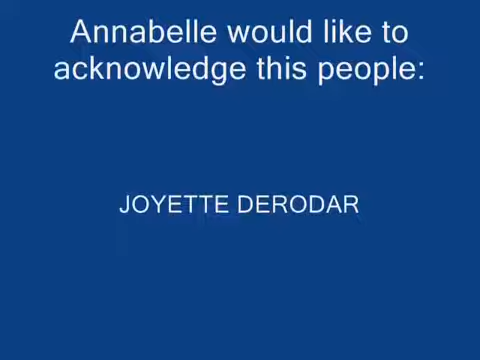 Annabelle would like to
acknowledge this people:
JOYETTE DERODAR